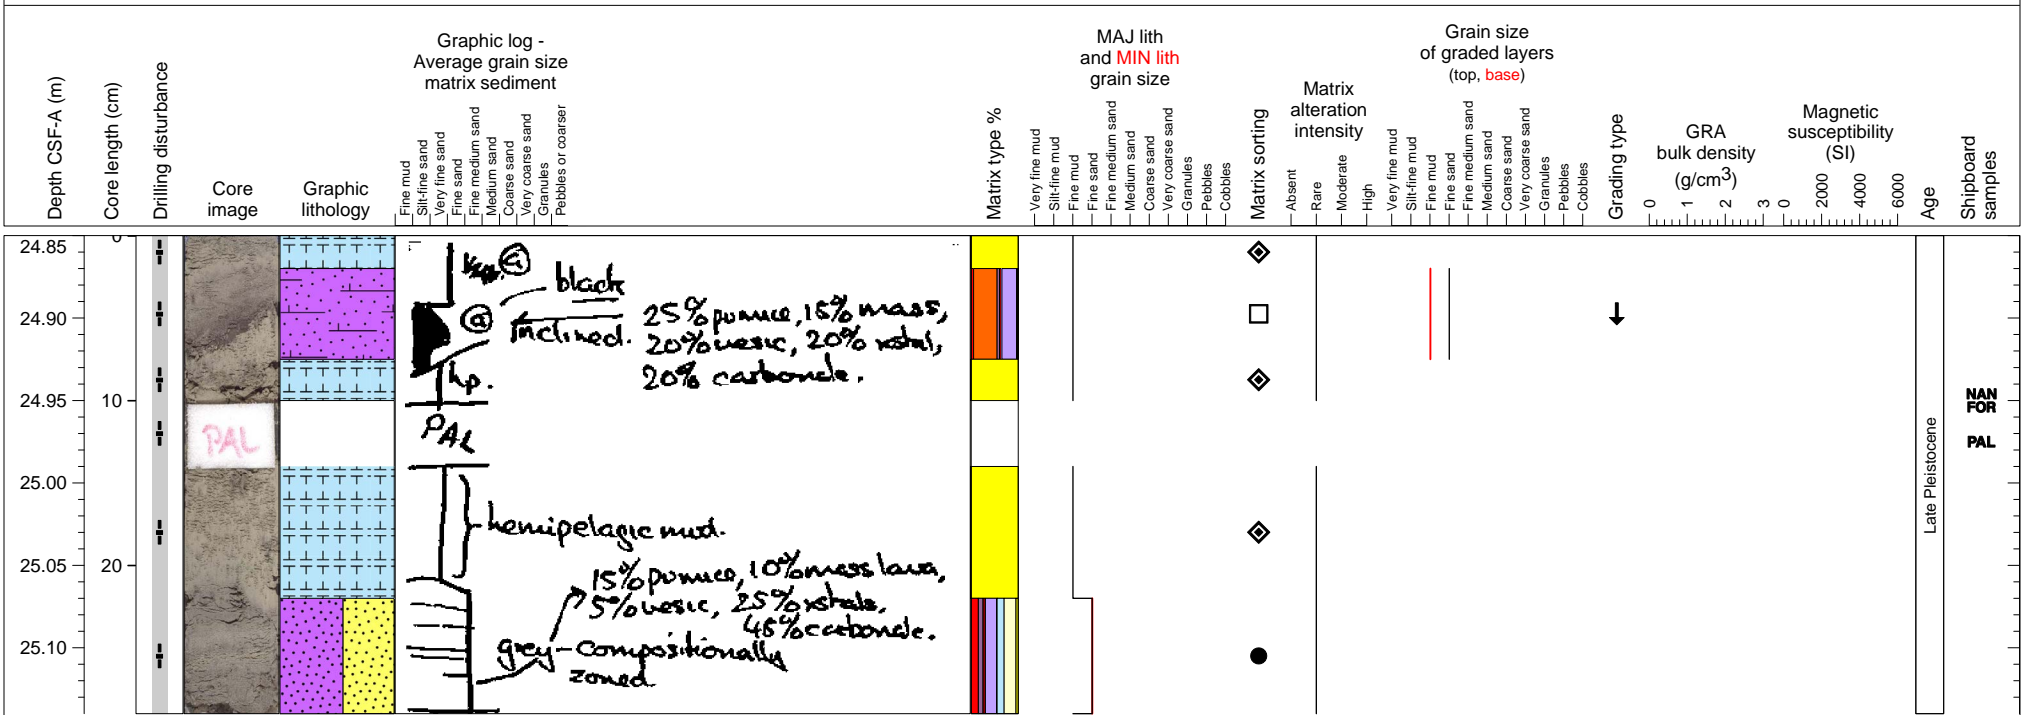 Depth CSF-A (m)
Core length (cm)
Drilling disturbance
Core
image
Graphic
lithology
Graphic log -
Average grain size
matrix sediment
Fine mud
Silt-fine sand
Very fine sand
Fine sand
Fine medium sand
Medium sand
Coarse sand
Very coarse sand
Granules
Pebbles or coarser
Matrix type %
MAJ lith
and MIN lith
grain size
Very fine mud
Silt-fine mud
Fine mud
Fine sand
Fine medium sand
Medium sand
Coarse sand
Very coarse sand
Granules
Pebbles
Cobbles
Matrix sorting
Matrix
alteration
intensity
Absent
Rare
Moderate
High
Grain size
of graded layers
(top, base)
Very fine mud
Silt-fine mud
Fine mud
Fine sand
Fine medium sand
Medium sand
Coarse sand
Very coarse sand
Granules
Pebbles
Cobbles
Grading type
GRA
bulk density
(g/cm3)
0 1 2 3
Magnetic
susceptibility
(SI)
0 2000 4000 6000
Age
Shipboard
samples
24.85
24.90
24.95
25.00
25.05
25.10
0
10
20
PAL
black
inclined.
25% pumice, 15% mass,
20% vesic, 20% xstal,
20% carbonate.
hp.
PAL
hemipelagic mud.
15% pumice, 10% mass lava,
5% vesic, 25% xstals,
45% carbonate.
grey - compositionally
zoned
Late Pleistocene
NAN
FOR
PAL